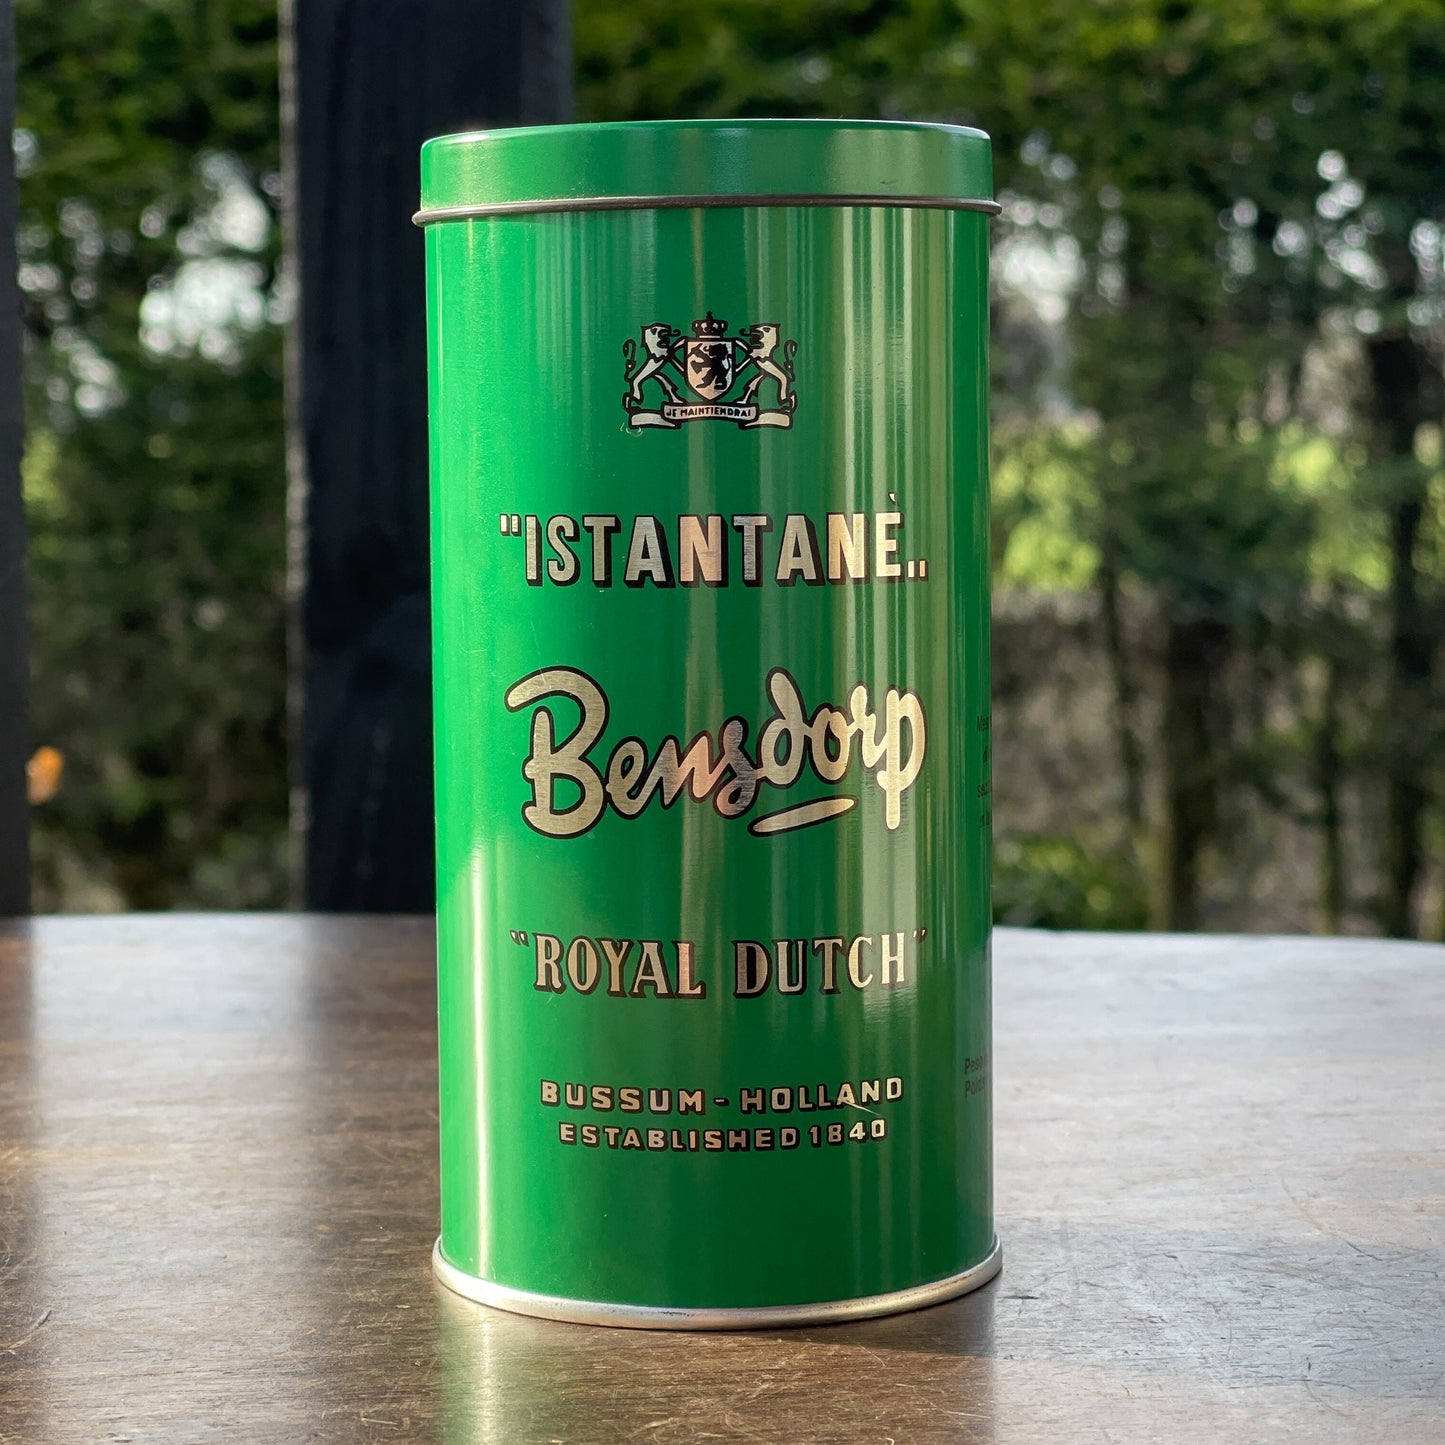 JE MAINTIENDRAI
"ISTANTANÈ„
Bensdorp
"ROYAL DUTCH"
BUSSUM - HOLLAND
ESTABLISHED 1840